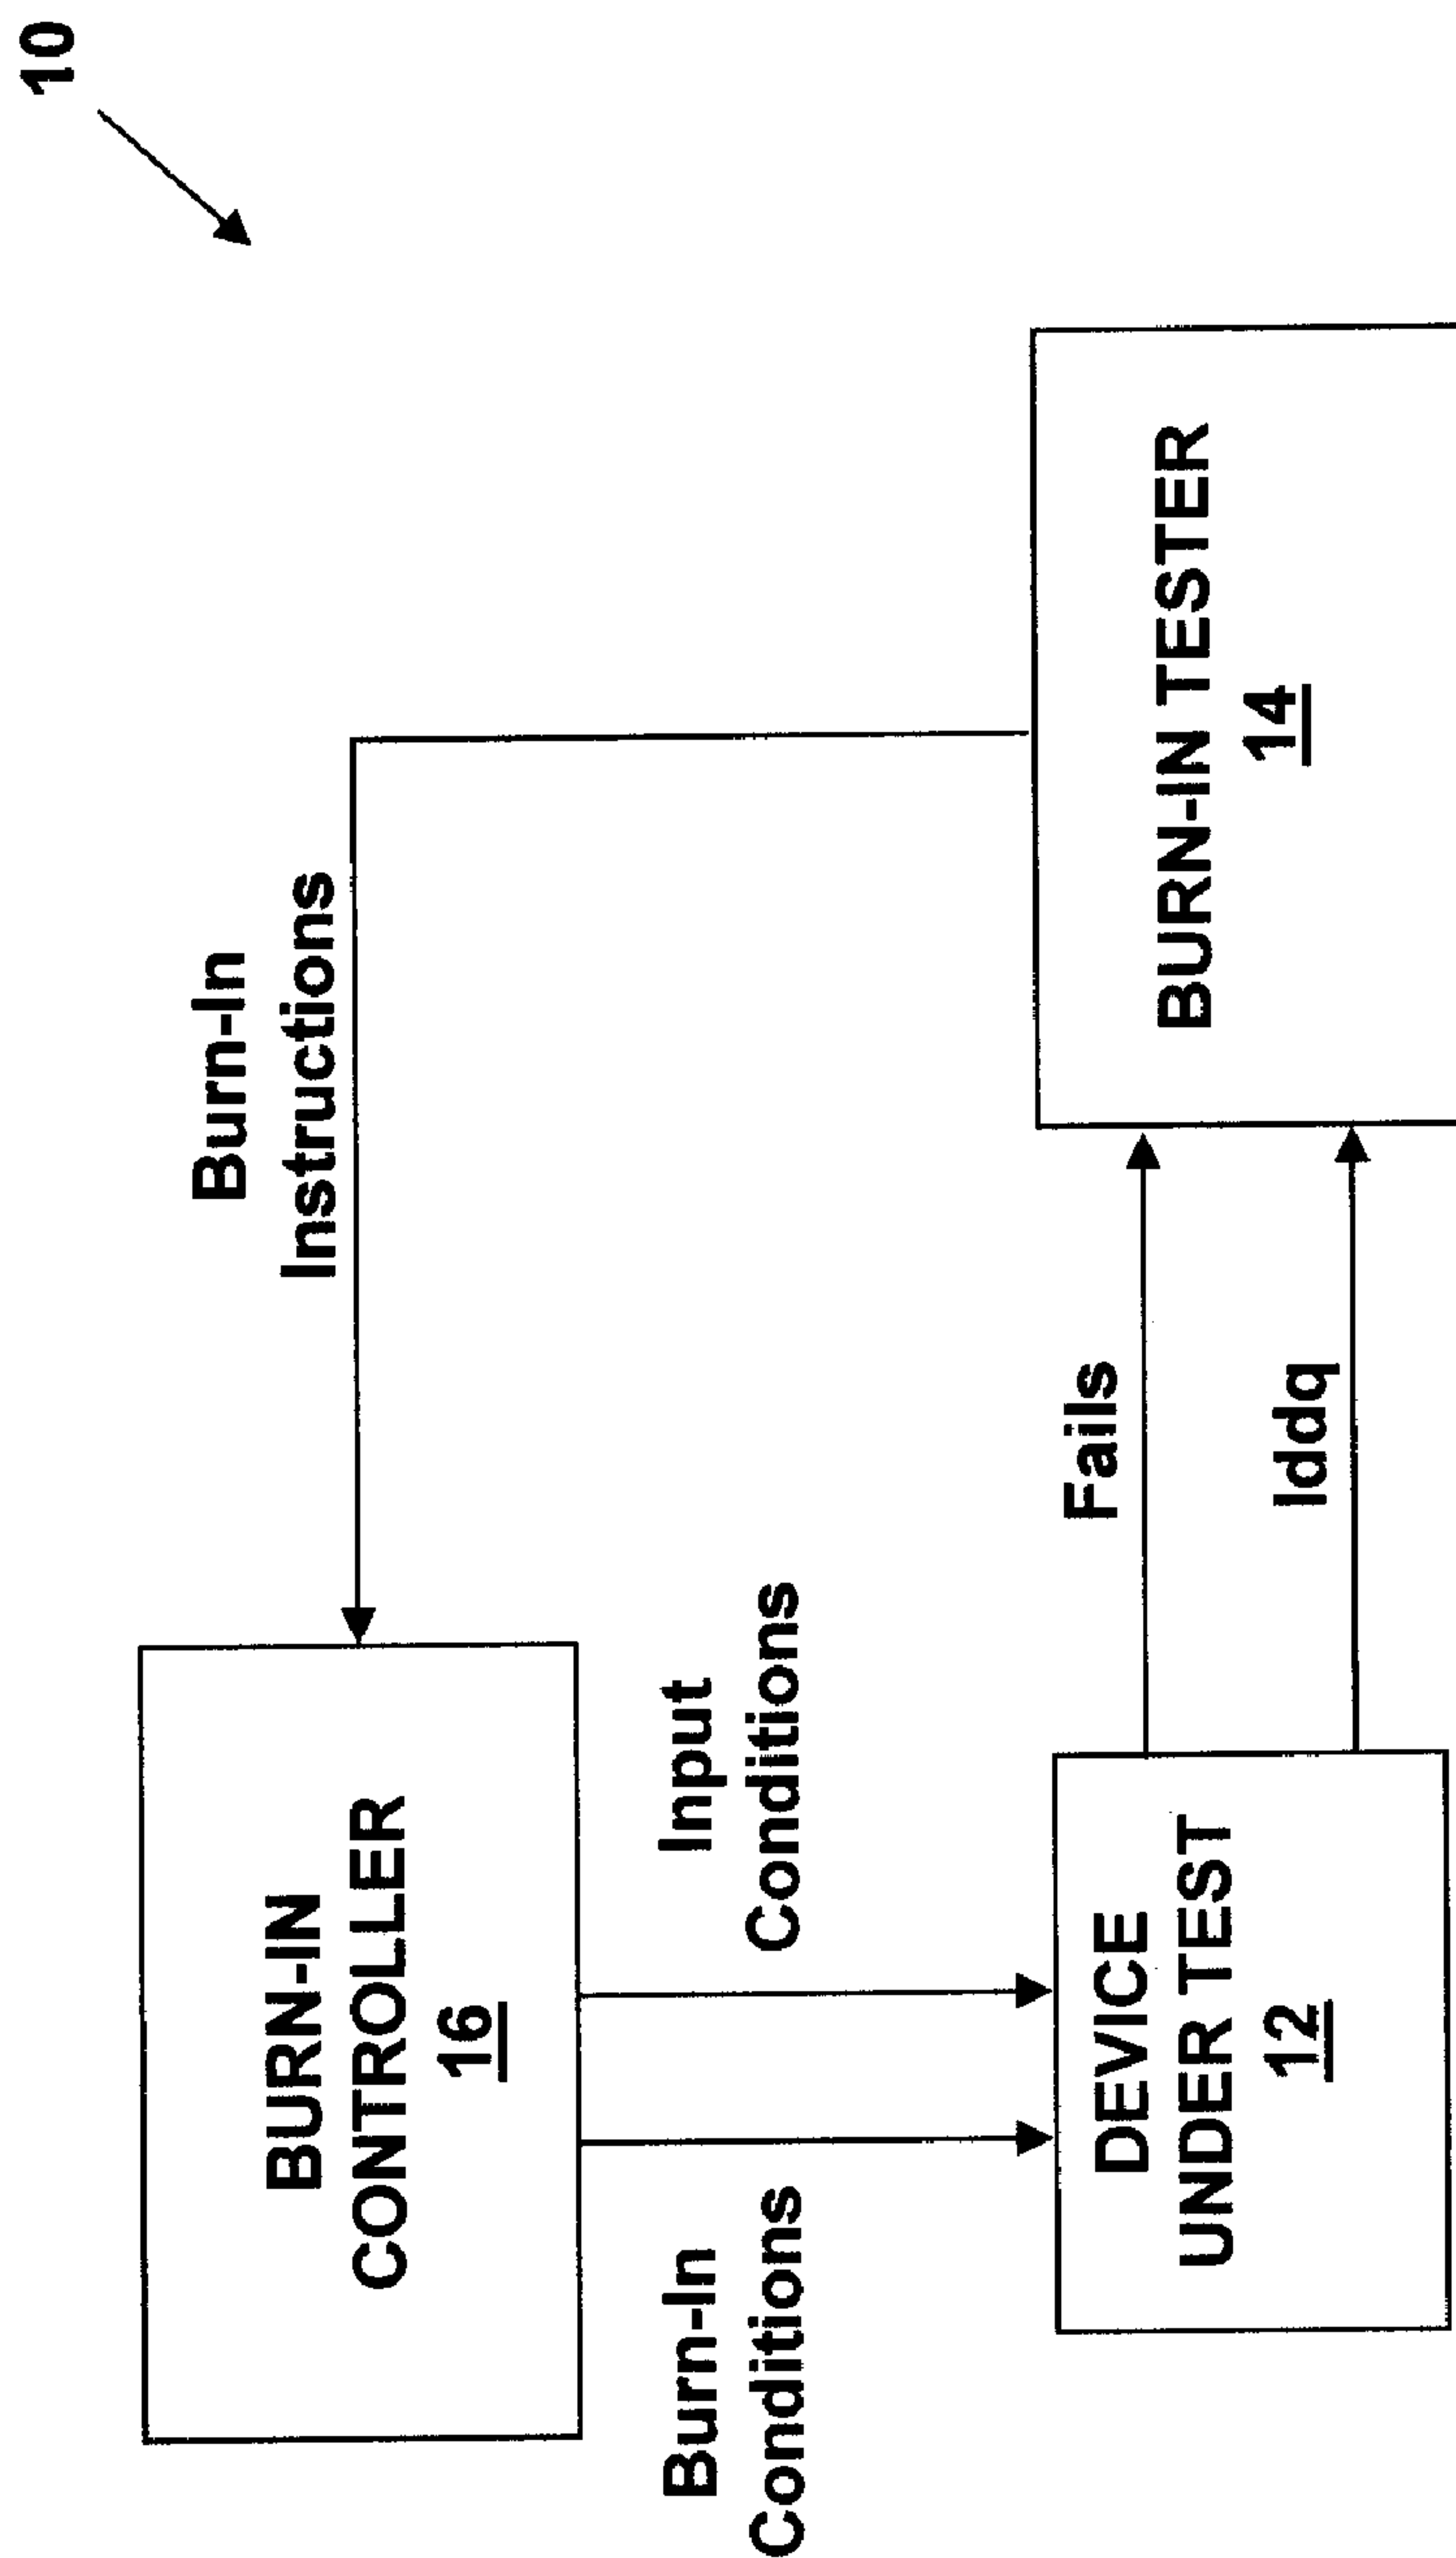 10
Burn-In
Instructions
BURN-IN
CONTROLLER
16
Burn-In
Conditions
Input
Conditions
DEVICE
UNDER TEST
12
Fails
Iddq
BURN-IN TESTER
14